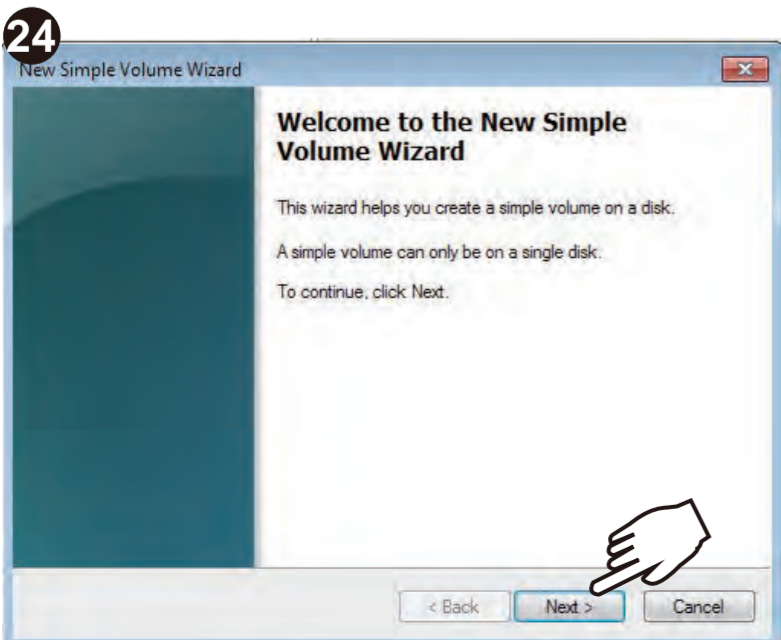 24
New Simple Volume Wizard
Welcome to the New Simple
Volume Wizard
This wizard helps you create a simple volume on a disk.
A simple volume can only be on a single disk.
To continue, click Next.
< Back Next > Cancel